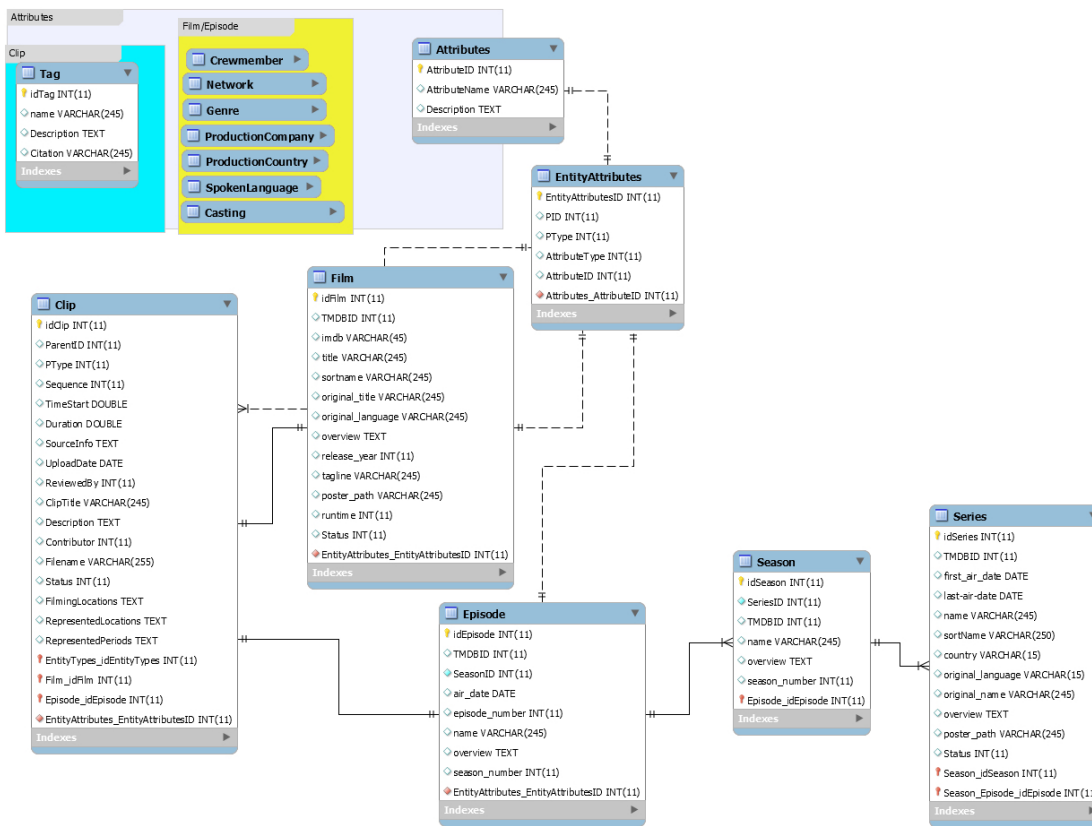 Attributes
Clip
Tag
idTag INT(11)
name VARCHAR(245)
Description TEXT
Citation VARCHAR(245)
Indexes
Film/Episode
Crewmember
Network
Genre
ProductionCompany
ProductionCountry
SpokenLanguage
Casting
Attributes
AttributeID INT(11)
AttributeName VARCHAR(245)
Description TEXT
Indexes
EntityAttributes
EntityAttributesID INT(11)
PID INT(11)
PType INT(11)
AttributeType INT(11)
AttributeID INT(11)
Attributes_AttributeID INT(11)
Indexes
Film
idFilm INT(11)
TMDBID INT(11)
imdb VARCHAR(45)
title VARCHAR(245)
sortname VARCHAR(245)
original_title VARCHAR(245)
original_language VARCHAR(245)
overview TEXT
release_year INT(11)
tagline VARCHAR(245)
poster_path VARCHAR(245)
runtime INT(11)
Status INT(11)
EntityAttributes_EntityAttributesID INT(11)
Indexes
Clip
idClip INT(11)
ParentID INT(11)
PType INT(11)
Sequence INT(11)
TimeStart DOUBLE
Duration DOUBLE
SourceInfo TEXT
UploadDate DATE
ReviewedBy INT(11)
ClipTitle VARCHAR(245)
Description TEXT
Contributor INT(11)
Filename VARCHAR(255)
Status INT(11)
FilmingLocations TEXT
RepresentedLocations TEXT
RepresentedPeriods TEXT
EntityTypes_idEntityTypes INT(11)
Film_idFilm INT(11)
Episode_idEpisode INT(11)
EntityAttributes_EntityAttributesID INT(11)
Indexes
Episode
idEpisode INT(11)
TMDBID INT(11)
SeasonID INT(11)
air_date DATE
episode_number INT(11)
name VARCHAR(245)
overview TEXT
season_number INT(11)
EntityAttributes_EntityAttributesID INT(11)
Indexes
Season
idSeason INT(11)
SeriesID INT(11)
TMDBID INT(11)
name VARCHAR(245)
overview TEXT
season_number INT(11)
Episode_idEpisode INT(11)
Indexes
Series
idSeries INT(11)
TMDBID INT(11)
first_air_date DATE
last-air-date DATE
name VARCHAR(245)
sortName VARCHAR(250)
country VARCHAR(15)
original_language VARCHAR(15)
original_name VARCHAR(245)
overview TEXT
poster_path VARCHAR(245)
Status INT(11)
Season_idSeason INT(11)
Season_Episode_idEpisode INT(11
Indexes